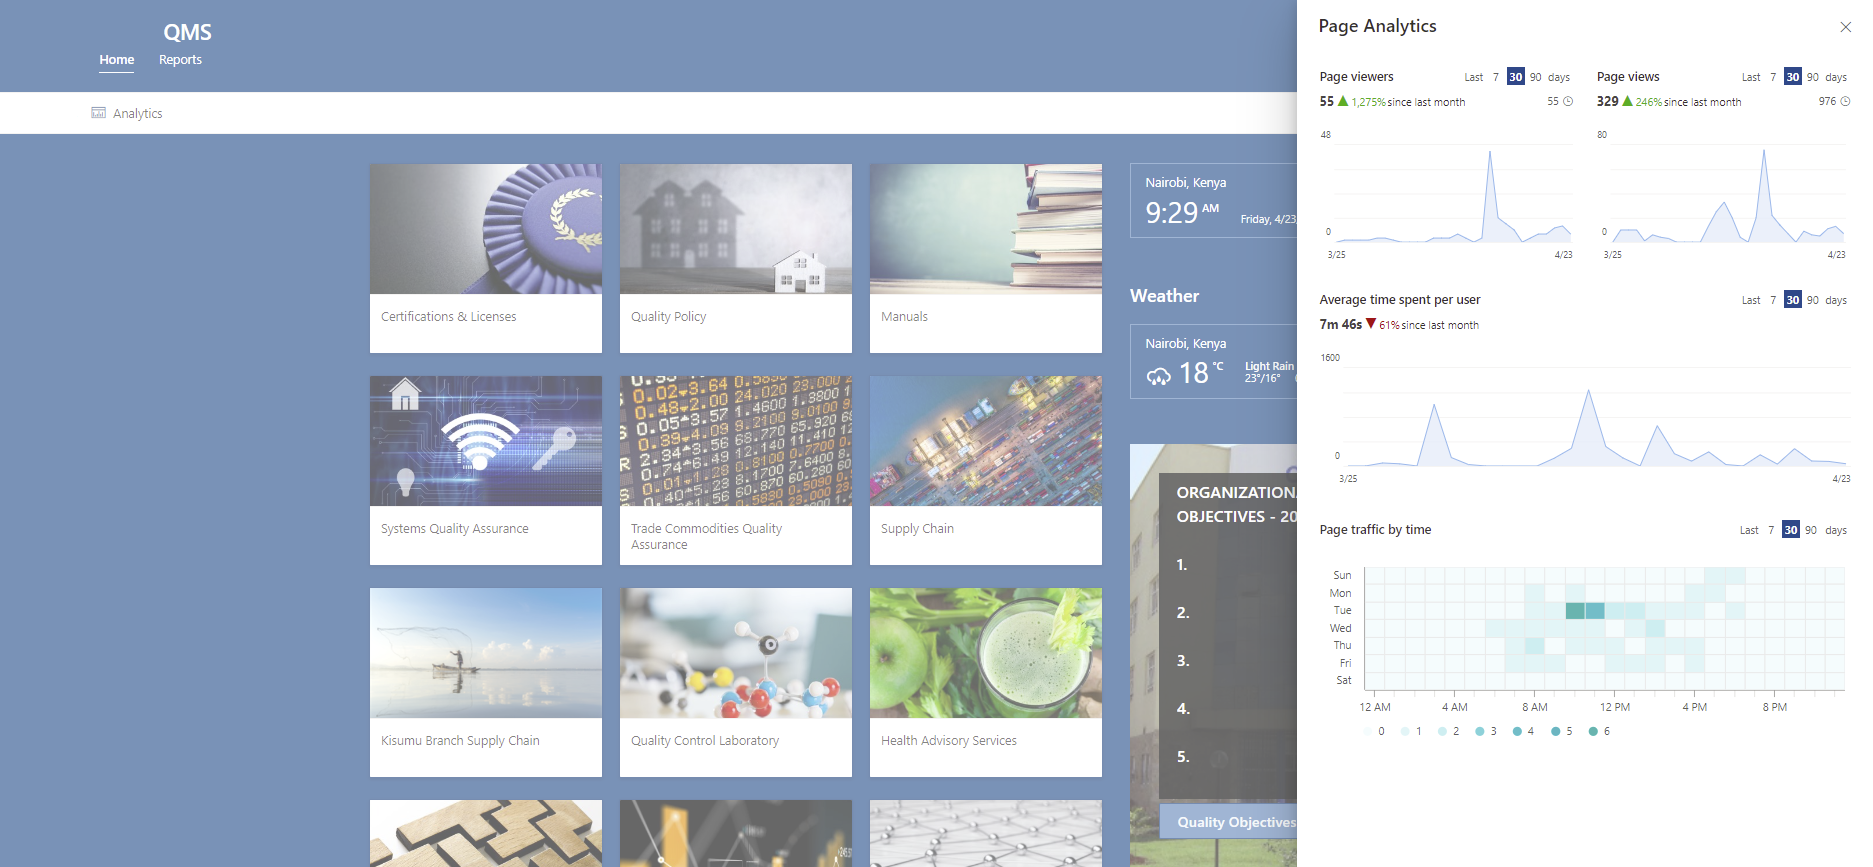 QMS
Home Reports
Analytics
Certifications & Licenses
Quality Policy
Manuals
Systems Quality Assurance
Trade Commodities Quality
Assurance
Supply Chain
Kisumu Branch Supply Chain
Quality Control Laboratory
Health Advisory Services
Nairobi, Kenya
9:29 AM
Friday, 4/23
Weather
Nairobi, Kenya
18 °C
Light Rain
23°/16°
ORGANIZATION
OBJECTIVES - 20
1.
2.
3.
4.
5.
Quality Objectives
Page Analytics
Page viewers Last 7 30 90 days
55 ▲ 1,275% since last month 55
48
0
3/25 4/23
Page views Last 7 30 90 days
329 ▲ 246% since last month 976
80
0
3/25 4/23
Average time spent per user Last 7 30 90 days
7m 46s ▼ 61% since last month
1600
0
3/25 4/23
Page traffic by time Last 7 30 90 days
Sun
Mon
Tue
Wed
Thu
Fri
Sat
12 AM 4 AM 8 AM 12 PM 4 PM 8 PM
0 1 2 3 4 5 6